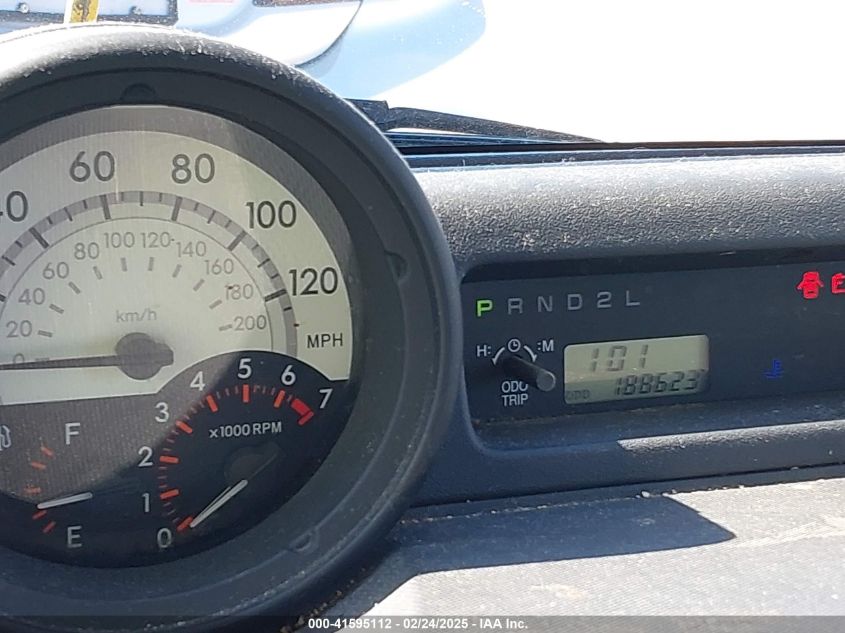 40 60 80 100 120 MPH
0 20 40 60 80 100 120 140 160 180 200
km/h
F
E
0 1 2 3 4 5 6 7
x1000 RPM
P R N D 2 L
H: :M
ODO
TRIP
101
ODO 188623
000-41595112 - 02/24/2025 - IAA Inc.